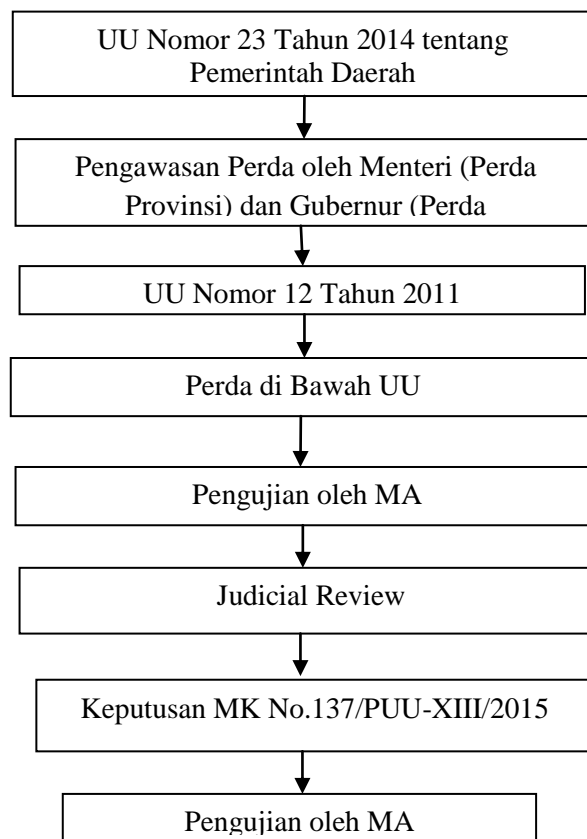 UU Nomor 23 Tahun 2014 tentang
Pemerintah Daerah
Pengawasan Perda oleh Menteri (Perda
Provinsi) dan Gubernur (Perda
UU Nomor 12 Tahun 2011
Perda di Bawah UU
Pengujian oleh MA
Judicial Review
Keputusan MK No.137/PUU-XIII/2015
Pengujian oleh MA